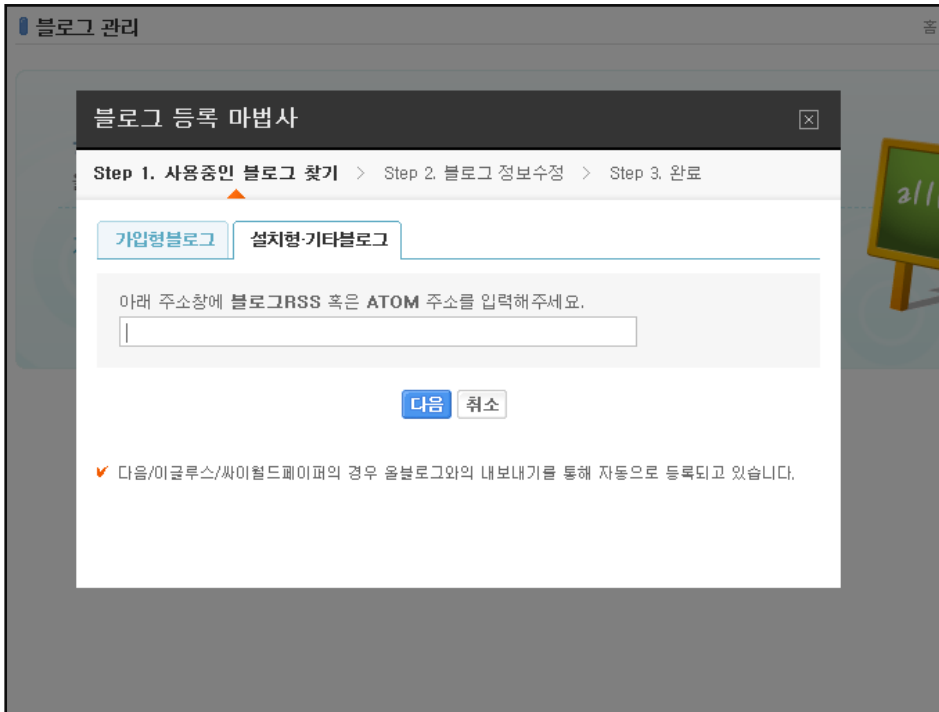 블로그 관리
홈
블로그 등록 마법사
Step 1. 사용중인 블로그 찾기 > Step 2. 블로그 정보수정 > Step 3. 완료
all
가입형블로그 설치형·기타블로그
아래 주소창에 블로그RSS 혹은 ATOM 주소를 입력해주세요.
다음 취소
다음/이글루스/싸이월드페이퍼의 경우 올블로그와의 내보내기를 통해 자동으로 등록되고 있습니다.